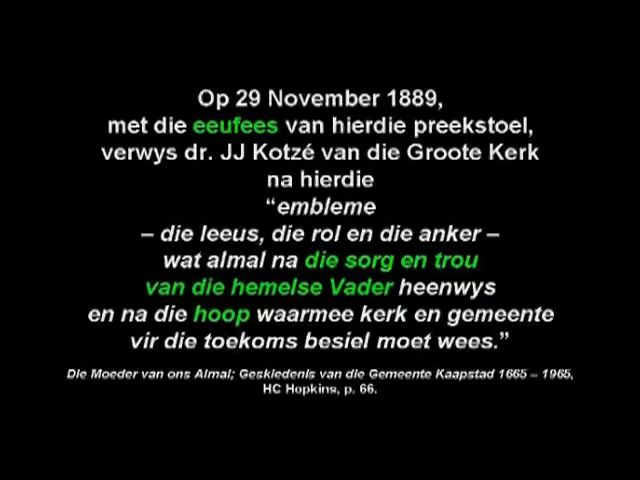 Op 29 November 1889,
met die eeufees van hierdie preekstoel,
verwys dr. JJ Kotzé van die Groote Kerk
na hierdie
“embleme
– die leeus, die rol en die anker –
wat almal na die sorg en trou
van die hemelse Vader heenwys
en na die hoop waarmee kerk en gemeente
vir die toekoms besiel moet wees.”
Die Moeder van ons Almal; Geskiedenis van die Gemeente Kaapstad 1665 – 1965,
HC Hopkins, p. 66.